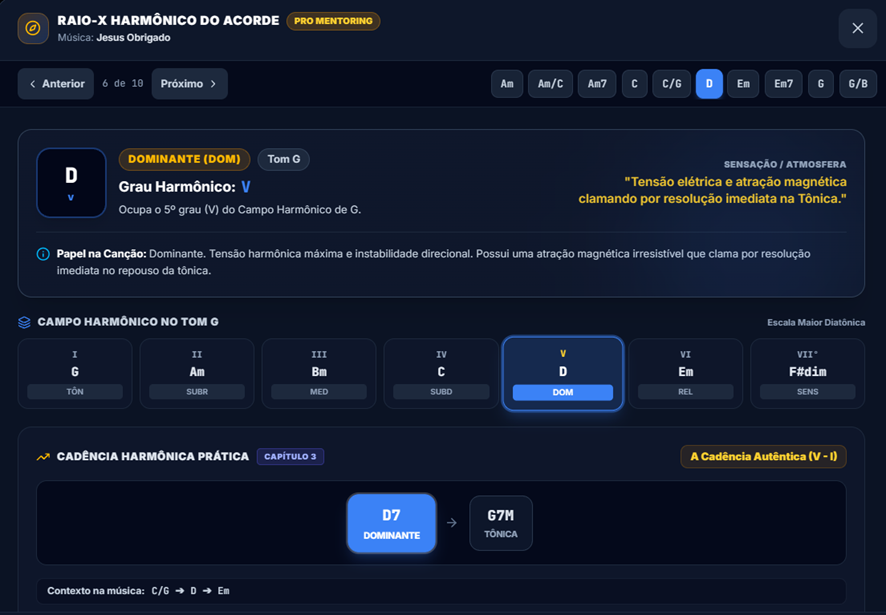 RAIO-X HARMÔNICO DO ACORDE PRO MENTORING
Música: Jesus Obrigado
Anterior 6 de 10 Próximo Am Am/C Am7 C C/G D Em Em7 G G/B
D
V
DOMINANTE (DOM) Tom G
Grau Harmônico: V
Ocupa o 5º grau (V) do Campo Harmônico de G.
SENSAÇÃO / ATMOSFERA
"Tensão elétrica e atração magnética
clamando por resolução imediata na Tônica."
Papel na Canção: Dominante. Tensão harmônica máxima e instabilidade direcional. Possui uma atração magnética irresistível que clama por resolução
imediata no repouso da tônica.
CAMPO HARMÔNICO NO TOM G Escala Maior Diatônica
I II III IV V VI VII°
G Am Bm C D Em F#dim
TÔN SUBR MED SUBD DOM REL SENS
CADÊNCIA HARMÔNICA PRÁTICA CAPÍTULO 3 A Cadência Autêntica (V - I)
D7 → G7M
DOMINANTE TÔNICA
Contexto na música: C/G → D → Em